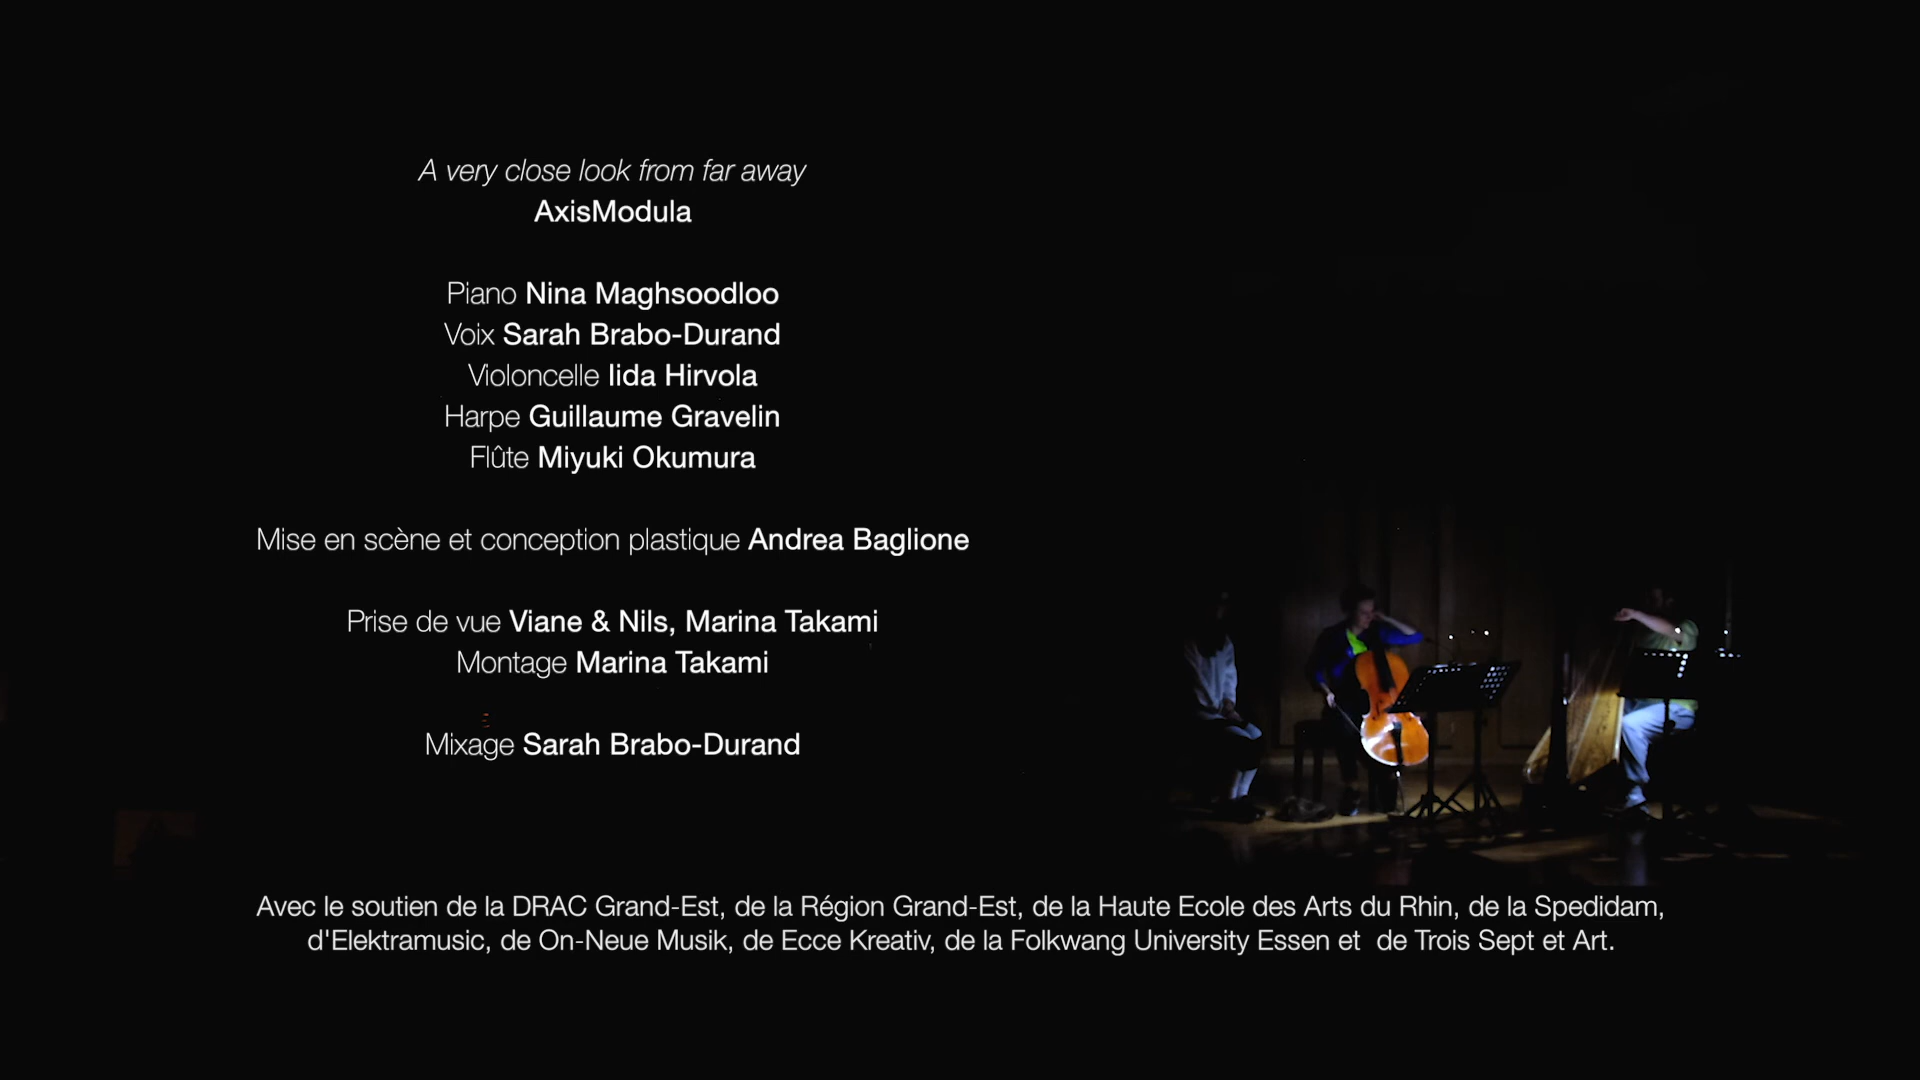 A very close look from far away
AxisModula
Piano Nina Maghsoodloo
Voix Sarah Brabo-Durand
Violoncelle Iida Hirvola
Harpe Guillaume Gravelin
Flûte Miyuki Okumura
Mise en scène et conception plastique Andrea Baglione
Prise de vue Viane & Nils, Marina Takami
Montage Marina Takami
Mixage Sarah Brabo-Durand
Avec le soutien de la DRAC Grand-Est, de la Région Grand-Est, de la Haute Ecole des Arts du Rhin, de la Spedidam,
d'Elektramusic, de On-Neue Musik, de Ecce Kreativ, de la Folkwang University Essen et  de Trois Sept et Art.